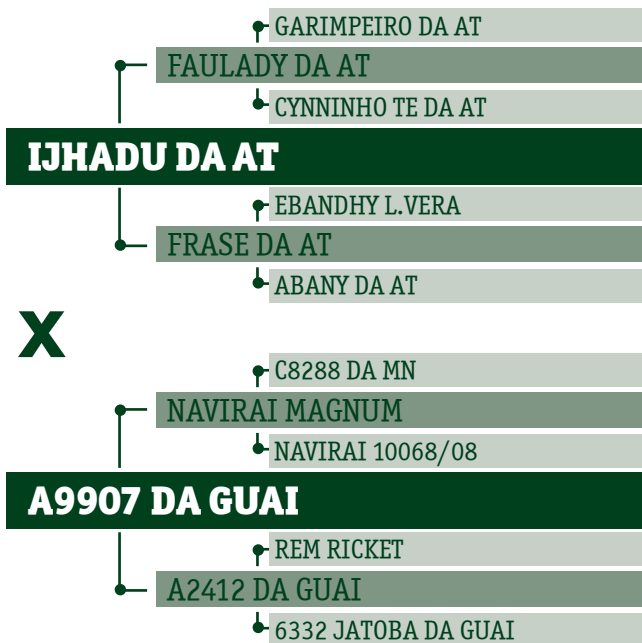 GARIMPEIRO DA AT
FAULADY DA AT
CYNNINHO TE DA AT
IJHADU DA AT
EBANDHY L.VERA
FRASE DA AT
ABANY DA AT
X
C8288 DA MN
NAVIRAI MAGNUM
NAVIRAI 10068/08
A9907 DA GUAI
REM RICKET
A2412 DA GUAI
6332 JATOBA DA GUAI